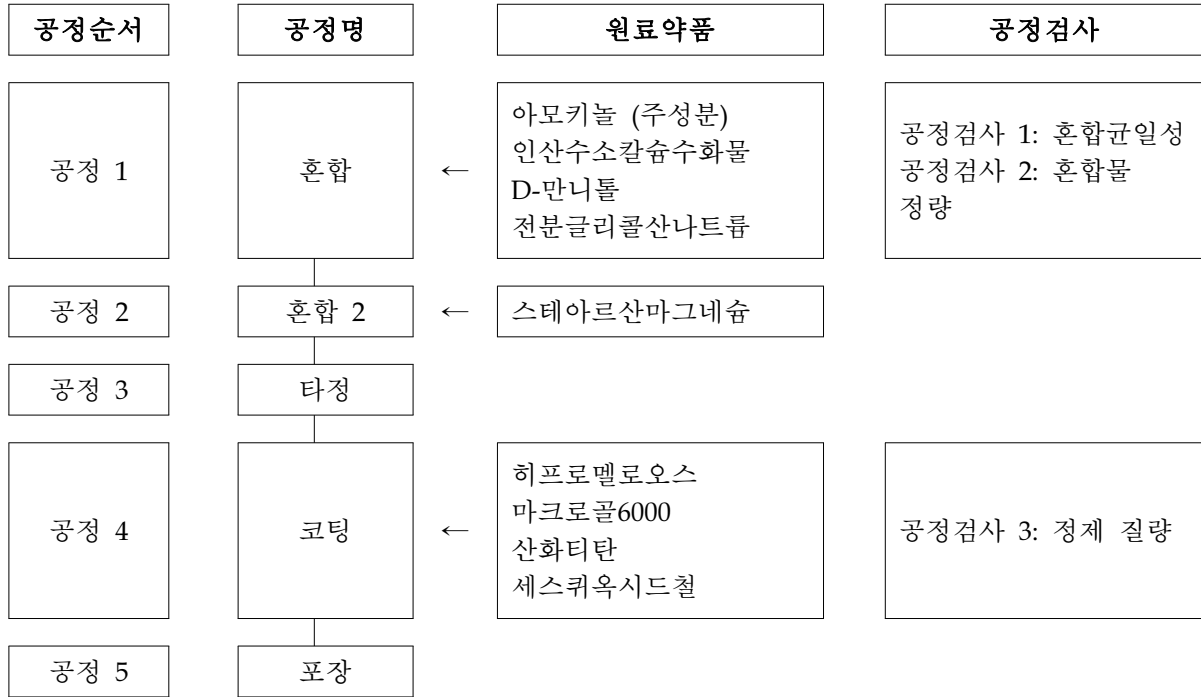 공정순서 공정명 원료약품 공정검사
공정 1 혼합 ← 아모키놀 (주성분)
인산수소칼슘수화물
D-만니톨
전분글리콜산나트륨
공정검사 1: 혼합균일성
공정검사 2: 혼합물
정량
공정 2 혼합 2 ← 스테아르산마그네슘
공정 3 타정
공정 4 코팅 ← 히프로멜로오스
마크로골6000
산화티탄
세스퀴옥시드철
공정검사 3: 정제 질량
공정 5 포장